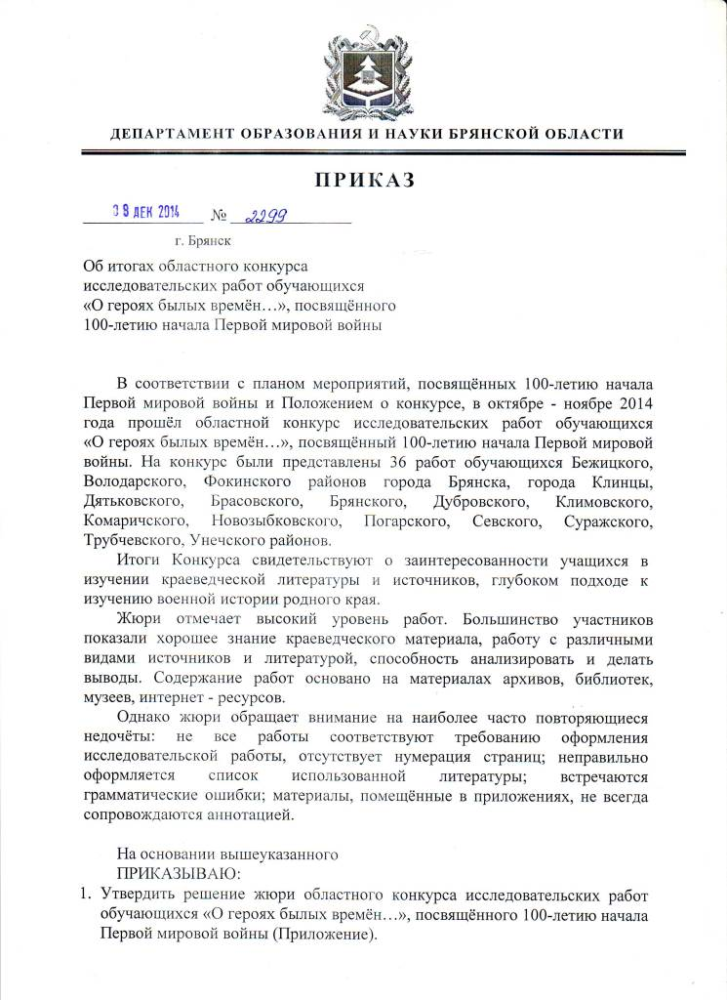 ДЕПАРТАМЕНТ ОБРАЗОВАНИЯ И НАУКИ БРЯНСКОЙ ОБЛАСТИ
ПРИКАЗ
ДЕК 2014 № 2299
г. Брянск
Об итогах областного конкурса
исследовательских работ обучающихся
«О героях былых времён…», посвящённого
100-летию начала Первой мировой войны
В соответствии с планом мероприятий, посвящённых 100-летию начала
Первой мировой войны и Положением о конкурсе, в октябре - ноябре 2014
года прошёл областной конкурс исследовательских работ обучающихся
«О героях былых времён…», посвящённый 100-летию начала Первой мировой
войны. На конкурс были представлены 36 работ обучающихся Бежицкого,
Володарского, Фокинского районов города Брянска, города Клинцы,
Дятьковского, Брасовского, Брянского, Дубровского, Климовского,
Комаричского, Новозыбковского, Погарского, Севского, Суражского,
Трубчевского, Унечского районов.
Итоги Конкурса свидетельствуют о заинтересованности учащихся в
изучении краеведческой литературы и источников, глубоком подходе к
изучению военной истории родного края.
Жюри отмечает высокий уровень работ. Большинство участников
показали хорошее знание краеведческого материала, работу с различными
видами источников и литературой, способность анализировать и делать
выводы. Содержание работ основано на материалах архивов, библиотек,
музеев, интернет - ресурсов.
Однако жюри обращает внимание на наиболее часто повторяющиеся
недочёты: не все работы соответствуют требованию оформления
исследовательской работы, отсутствует нумерация страниц; неправильно
оформляется список использованной литературы; встречаются
грамматические ошибки; материалы, помещённые в приложениях, не всегда
сопровождаются аннотацией.
На основании вышеуказанного
ПРИКАЗЫВАЮ:
1. Утвердить решение жюри областного конкурса исследовательских работ
обучающихся «О героях былых времён…», посвящённого 100-летию начала
Первой мировой войны (Приложение).